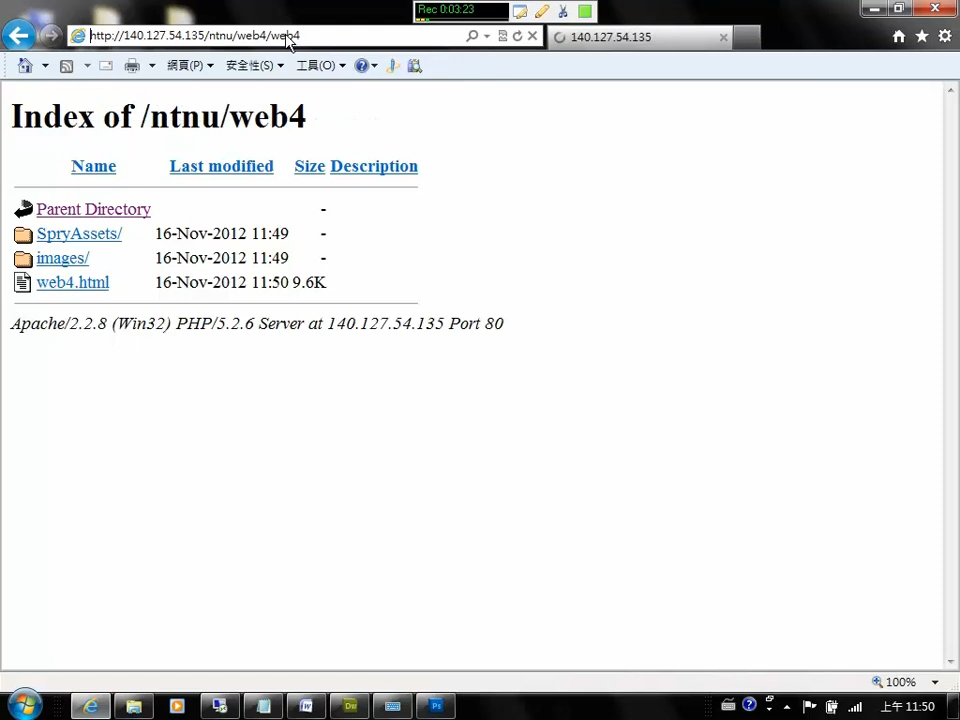 Rec 0:03:23
http://140.127.54.135/ntnu/web4/web4
140.127.54.135
網頁(P) 安全性(S) 工具(O)
Index of /ntnu/web4
Name Last modified Size Description
Parent Directory -
SpryAssets/ 16-Nov-2012 11:49 -
images/ 16-Nov-2012 11:49 -
web4.html 16-Nov-2012 11:50 9.6K
Apache/2.2.8 (Win32) PHP/5.2.6 Server at 140.127.54.135 Port 80
100%
W Dw Ps 上午 11:50